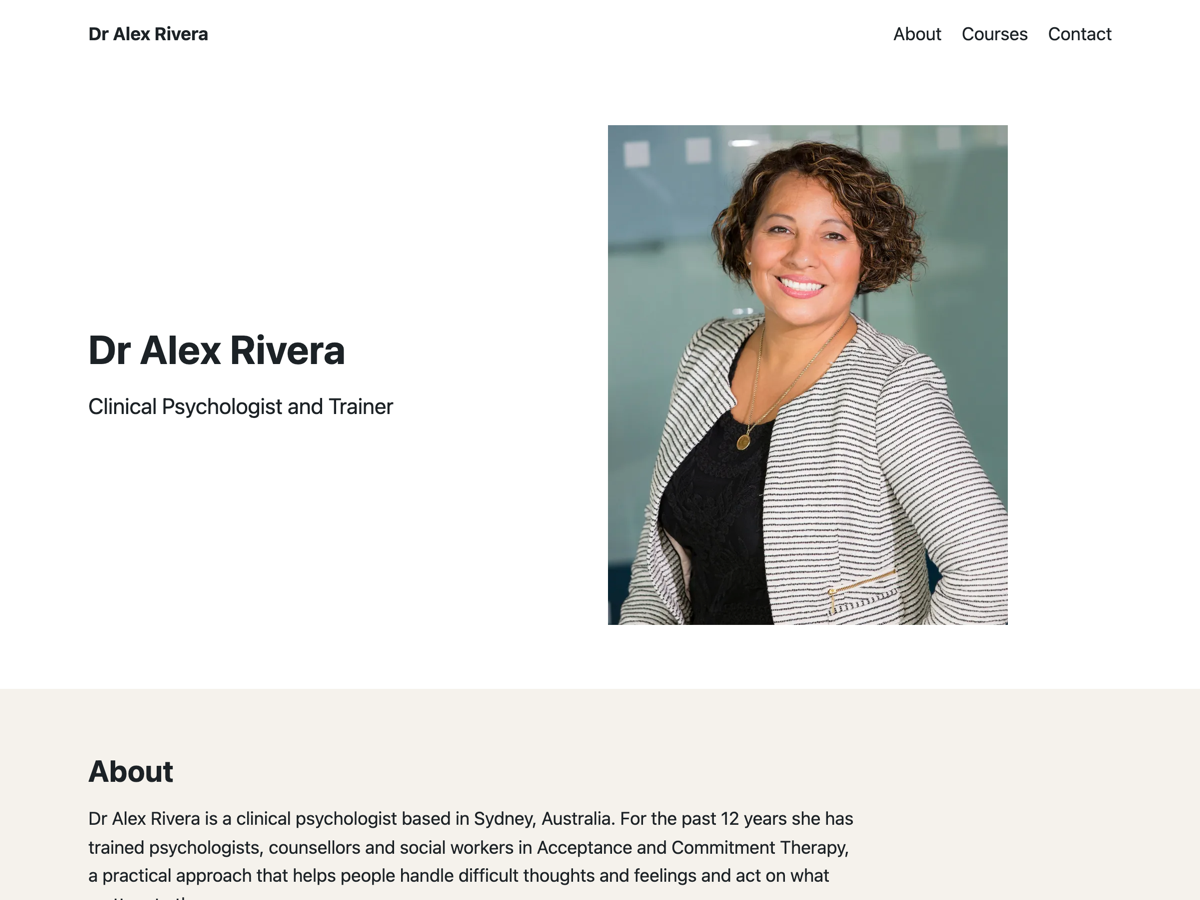 Dr Alex Rivera
About Courses Contact
Dr Alex Rivera
Clinical Psychologist and Trainer
About
Dr Alex Rivera is a clinical psychologist based in Sydney, Australia. For the past 12 years she has
trained psychologists, counsellors and social workers in Acceptance and Commitment Therapy,
a practical approach that helps people handle difficult thoughts and feelings and act on what